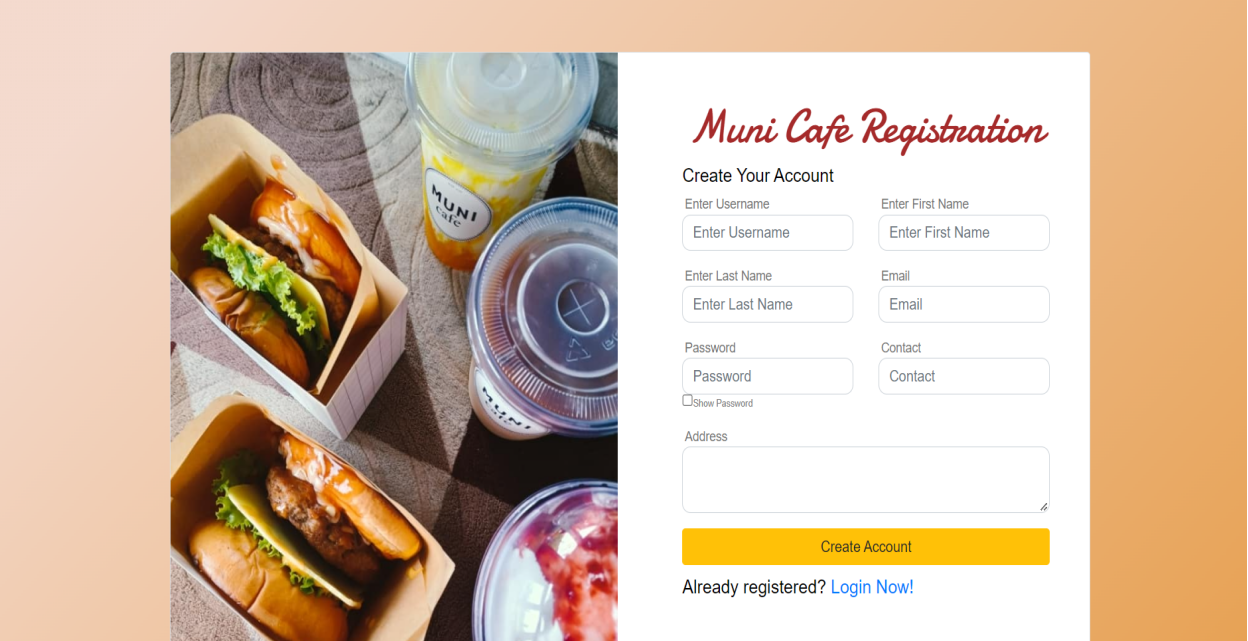 MUNI
cafe
MUNI
cafe
Muni Cafe Registration
Create Your Account
Enter Username Enter First Name
Enter Username Enter First Name
Enter Last Name Email
Enter Last Name Email
Password Contact
Password Contact
Show Password
Address
Create Account
Already registered? Login Now!